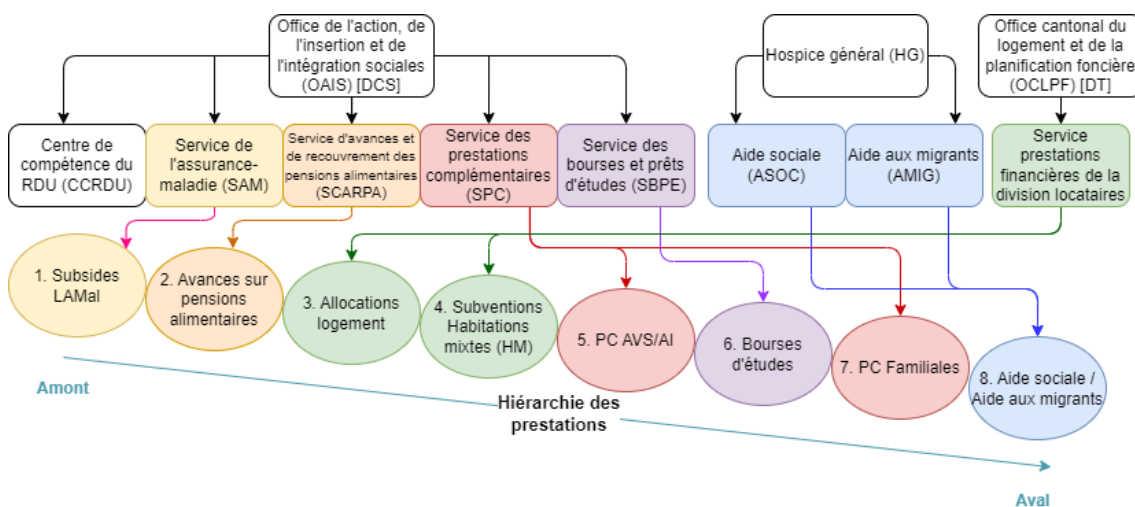 Office de l'action, de
l'insertion et de
l'intégration sociales
(OAIS) [DCS]
Hospice général (HG)
Office cantonal du
logement et de la
planification foncière
(OCLPF) [DT]
Centre de
compétence du
RDU (CCRDU)
Service de
l'assurance-
maladie (SAM)
Service d'avances et
de recouvrement des
pensions alimentaires
(SCARPA)
Service des
prestations
complémentaires
(SPC)
Service des
bourses et prêts
d'études (SBPE)
Aide sociale
(ASOC)
Aide aux migrants
(AMIG)
Service
prestations
financières de la
division locataires
1. Subsides
LAMal
2. Avances sur
pensions
alimentaires
3. Allocations
logement
4. Subventions
Habitations
mixtes (HM)
5. PC AVS/AI
6. Bourses
d'études
7. PC Familiales
8. Aide sociale /
Aide aux migrants
Amont
Hiérarchie des
prestations
Aval